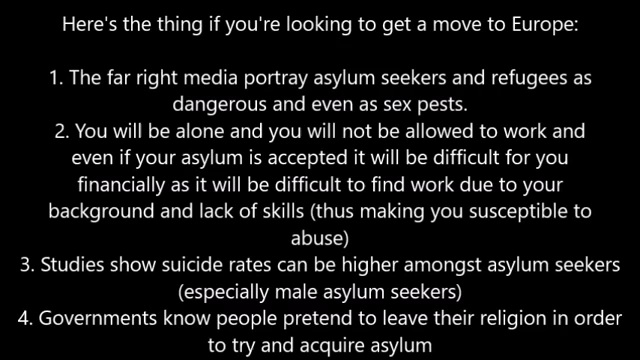 Here's the thing if you're looking to get a move to Europe:
1. The far right media portray asylum seekers and refugees as
dangerous and even as sex pests.
2. You will be alone and you will not be allowed to work and
even if your asylum is accepted it will be difficult for you
financially as it will be difficult to find work due to your
background and lack of skills (thus making you susceptible to
abuse)
3. Studies show suicide rates can be higher amongst asylum seekers
(especially male asylum seekers)
4. Governments know people pretend to leave their religion in order
to try and acquire asylum